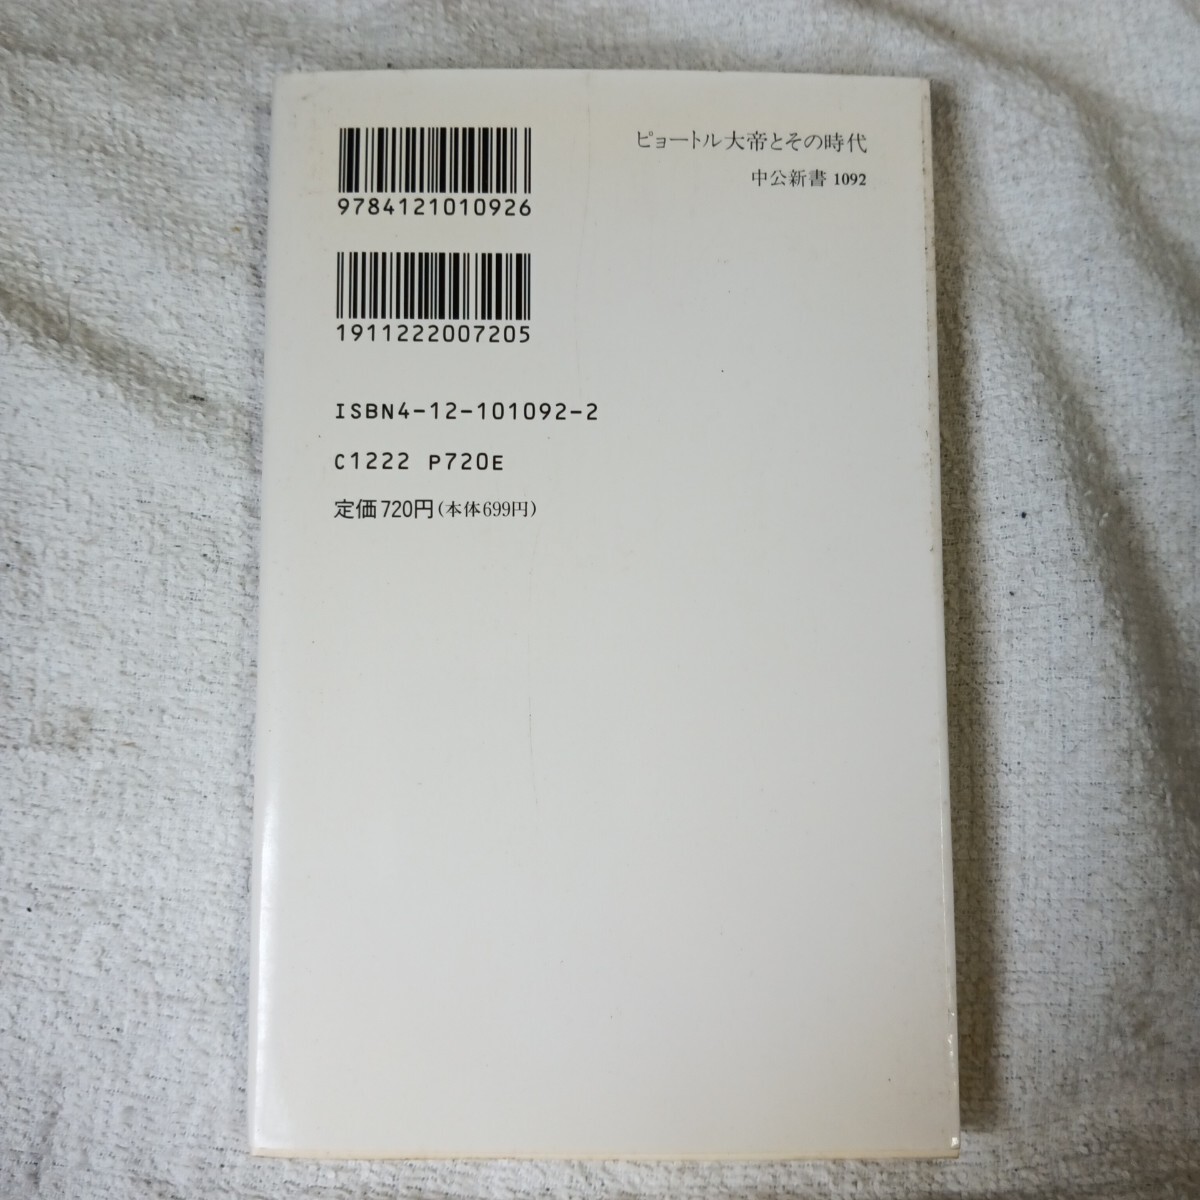 ピョートル大帝とその時代
中公新書 1092
9784121010926
1911222007205
ISBN4-12-101092-2
C1222 P720E
定価720円(本体699円)